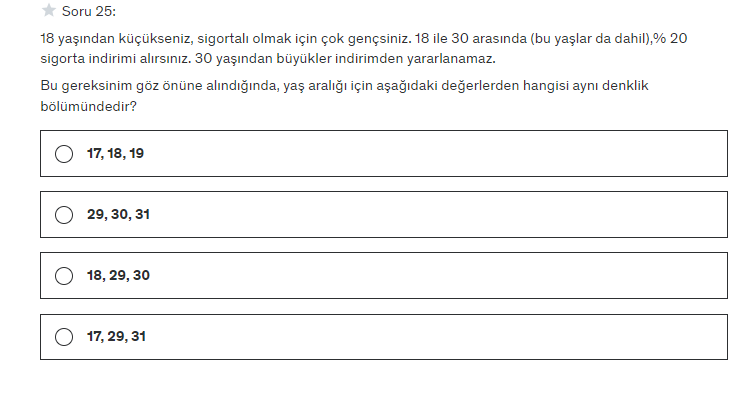 Soru 25:
18 yaşından küçükseniz, sigortalı olmak için çok gençsiniz. 18 ile 30 arasında (bu yaşlar da dahil),% 20
sigorta indirimi alırsınız. 30 yaşından büyükler indirimden yararlanamaz.
Bu gereksinim göz önüne alındığında, yaş aralığı için aşağıdaki değerlerden hangisi aynı denklik
bölümündedir?
17, 18, 19
29, 30, 31
18, 29, 30
17, 29, 31